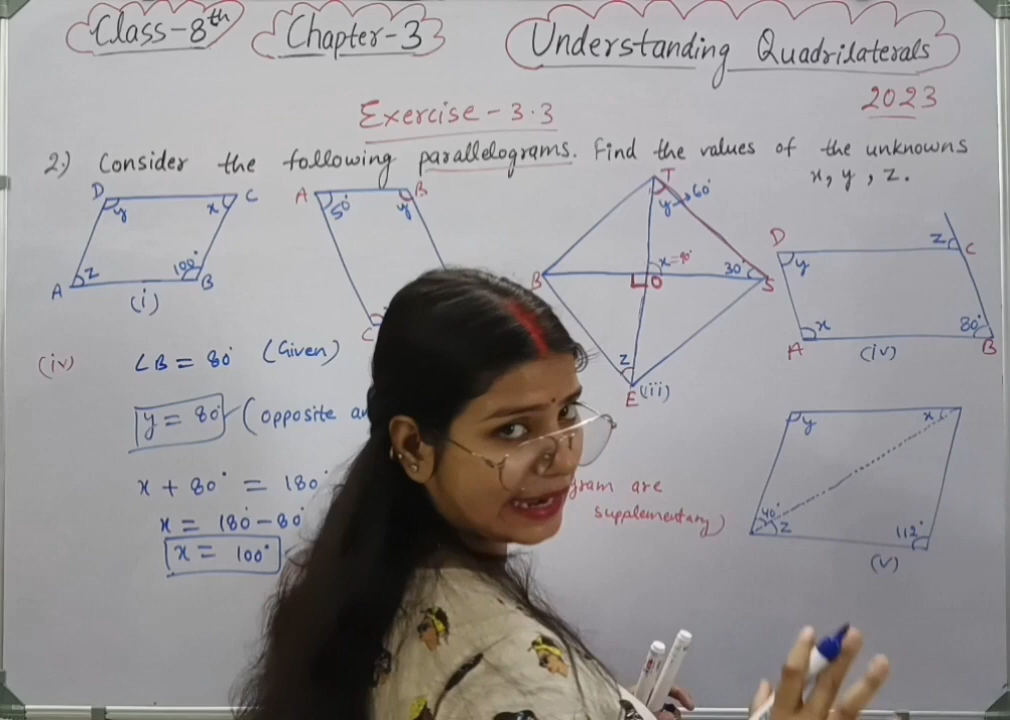 Class-8th Chapter-3 Understanding Quadrilaterals
2023
Exercise - 3.3
2.) Consider the following parallelograms. Find the values of the unknowns
x, y, z.
D y x C
A z 100° B
(i)
A 50° y B
C
T y→60°
B x=90° 30° S
O
z
E (iii)
D y z C
A x 80° B
(iv)
(iv) ∠B = 80° (Given)
y = 80° (opposite
x + 80° = 180°
x = 180°-80°
x = 100°
gram are
supplementary)
y x
40° z 112°
(v)